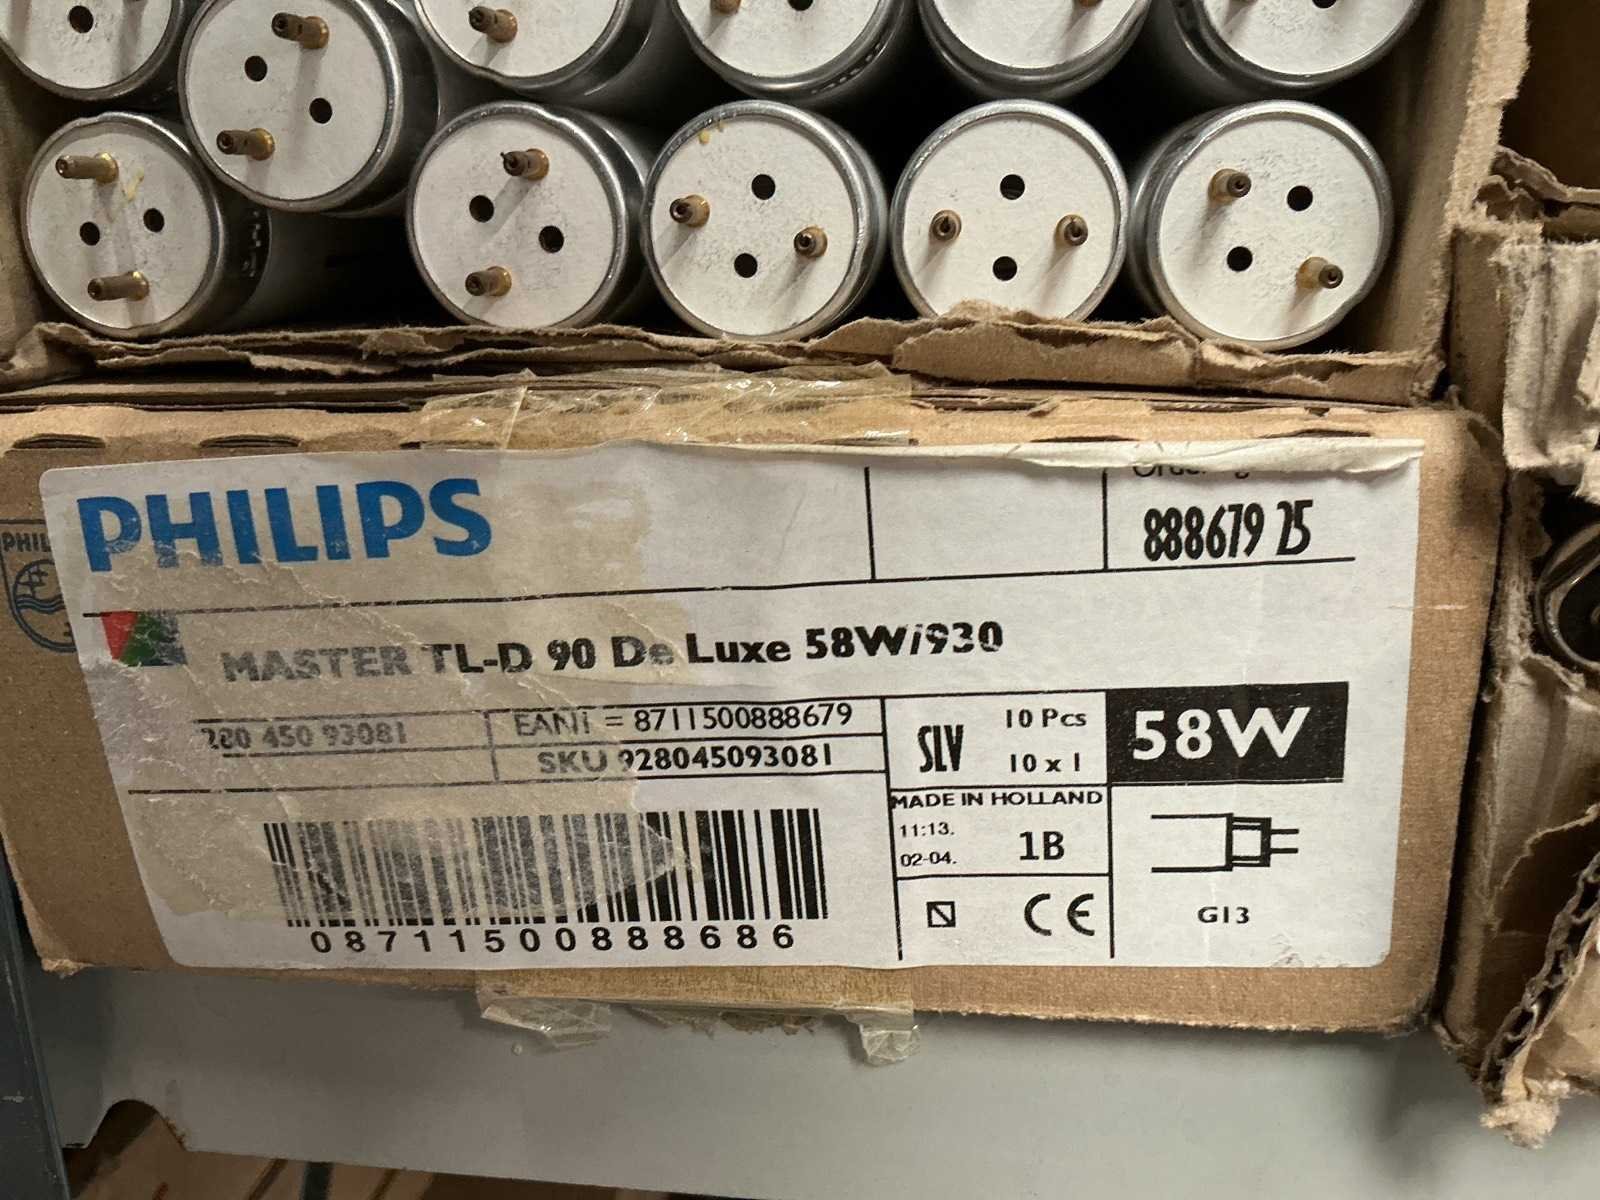 PHILIPS
888679 25
PHIL
MASTER TL-D 90 De Luxe 58W/930
280 450 93081
EAN1 = 8711500888679
SKU 928045093081
SLV
10 Pcs
10 x 1
58W
MADE IN HOLLAND
11:13.
02-04.
1B
CE
G13
08711500888686